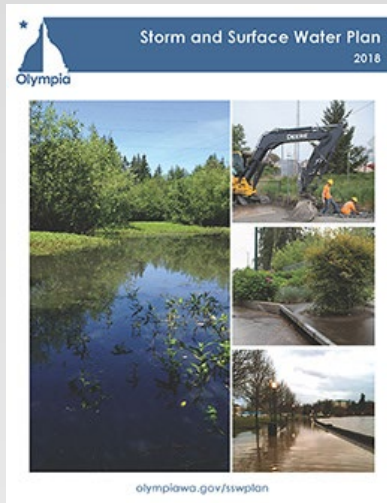 Storm and Surface Water Plan
2018
Olympia
DEERE
olympiawa.gov/sswplan